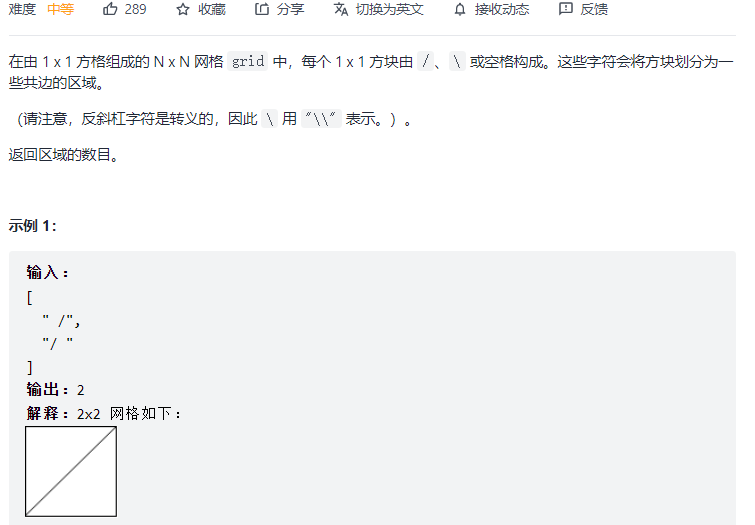 难度 中等 289 收藏 分享 切换为英文 接收动态 反馈
在由 1 x 1 方格组成的 N x N 网格 grid 中，每个 1 x 1 方块由 /、\ 或空格构成。这些字符会将方块划分为一
些共边的区域。
（请注意，反斜杠字符是转义的，因此 \ 用 "\\" 表示。）。
返回区域的数目。
示例 1：
输入：
[
  " /",
  "/ "
]
输出：2
解释：2x2 网格如下：